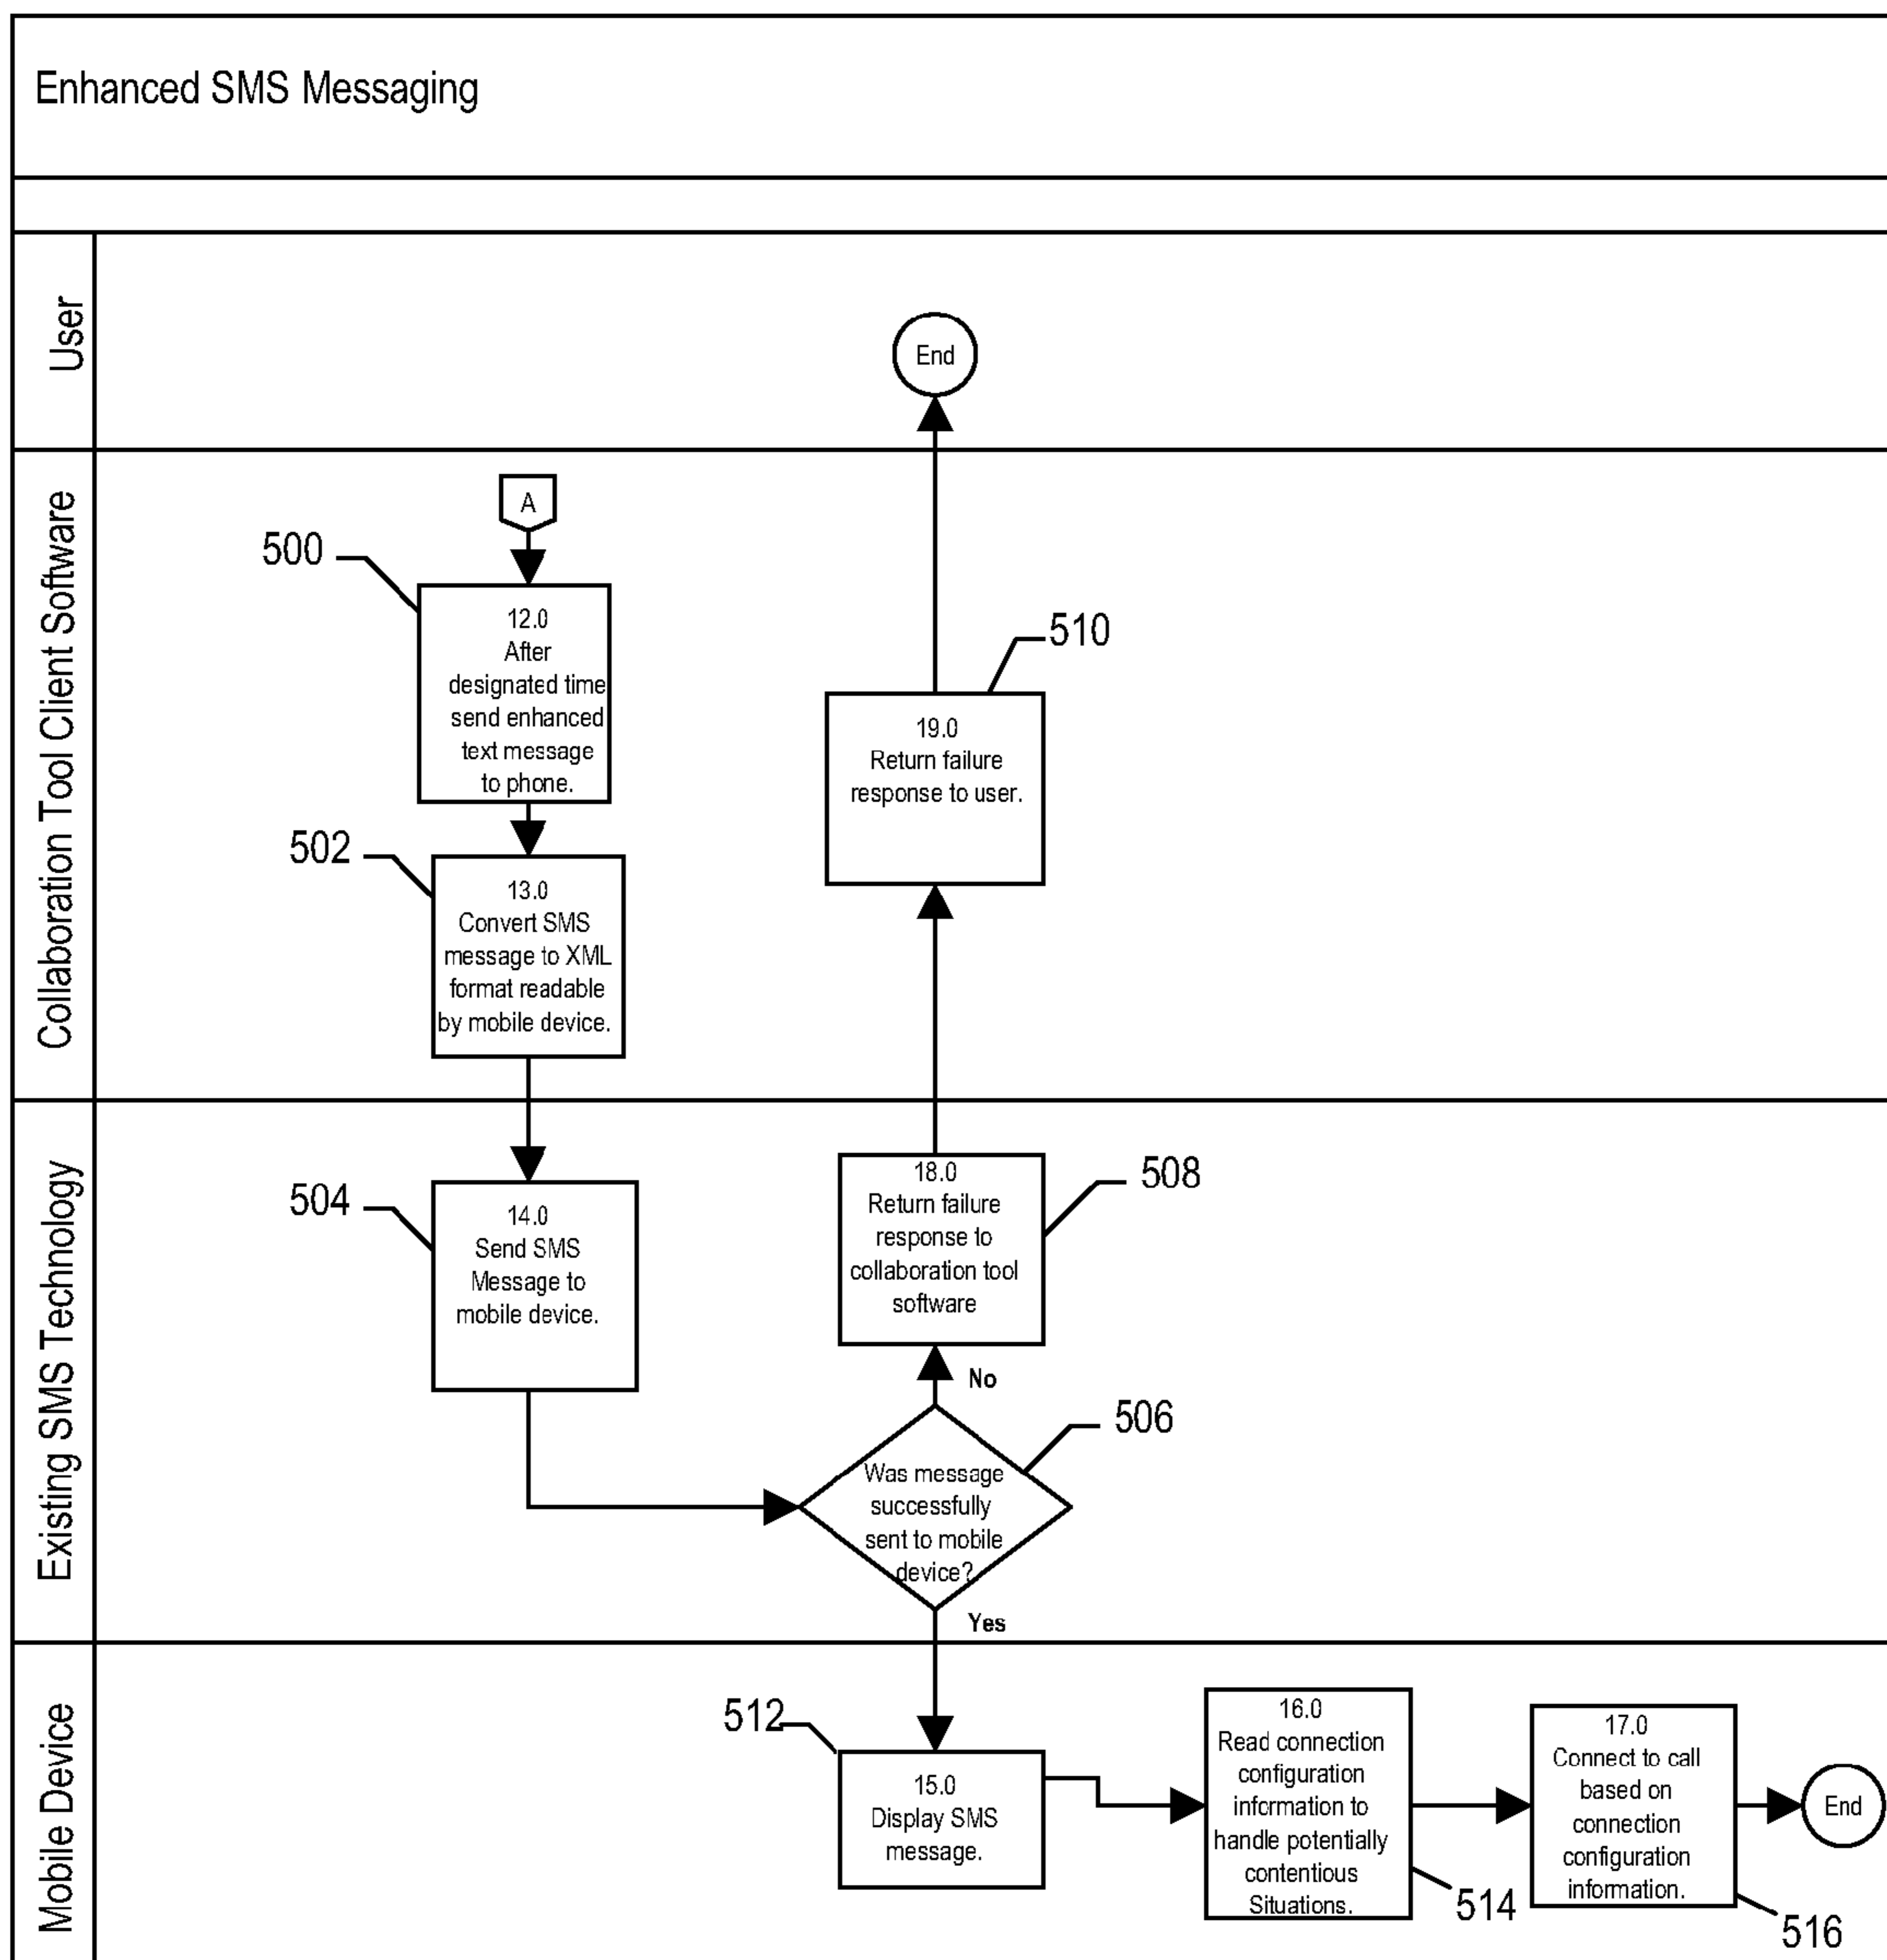 Enhanced SMS Messaging
User
End
Collaboration Tool Client Software
A
500
12.0
After
designated time
send enhanced
text message
to phone.
502
13.0
Convert SMS
message to XML
format readable
by mobile device.
510
19.0
Return failure
response to user.
Existing SMS Technology
504
14.0
Send SMS
Message to
mobile device.
508
18.0
Return failure
response to
collaboration tool
software
No
506
Was message
successfully
sent to mobile
device?
Yes
Mobile Device
512
15.0
Display SMS
message.
16.0
Read connection
configuration
information to
handle potentially
contentious
Situations.
514
17.0
Connect to call
based on
connection
configuration
information.
516
End